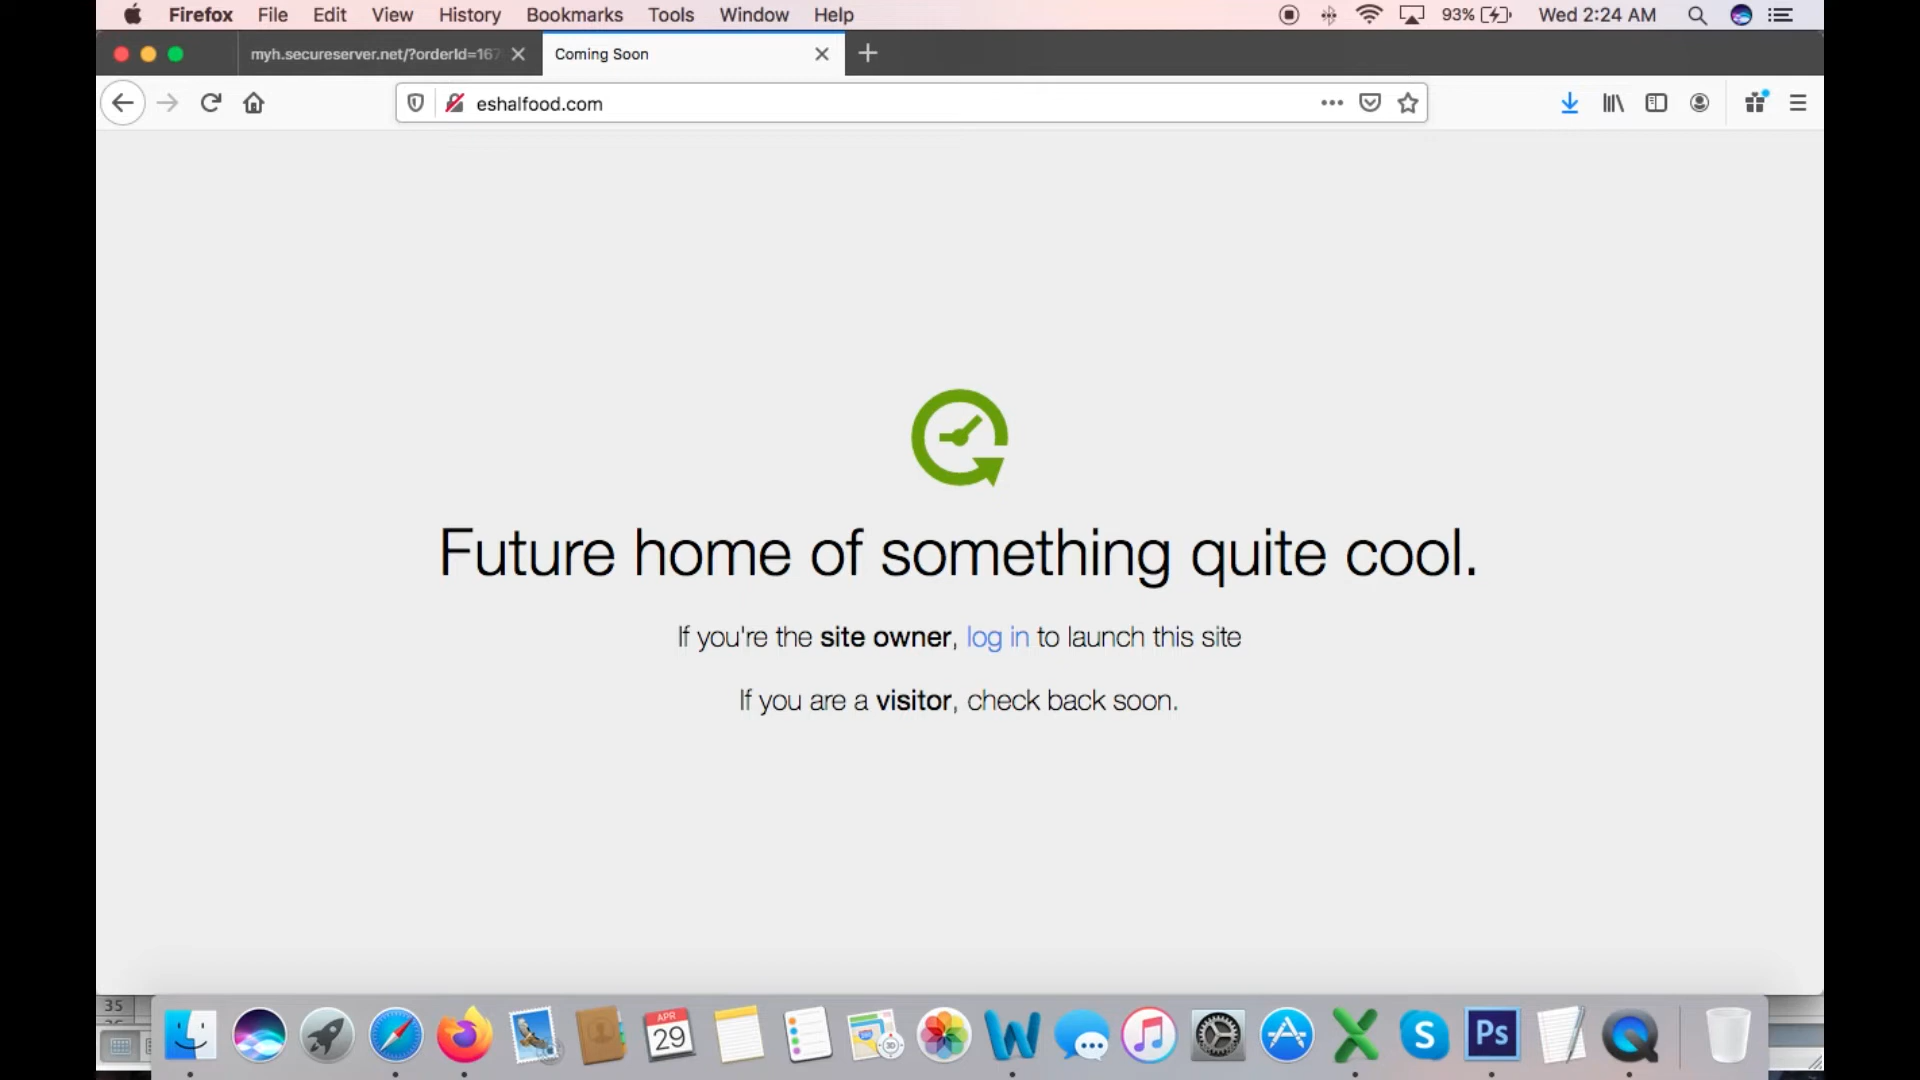 Firefox File Edit View History Bookmarks Tools Window Help 93% Wed 2:24 AM
myh.secureserver.net/?orderId=167 Coming Soon
eshalfood.com
Future home of something quite cool.
If you're the site owner, log in to launch this site
If you are a visitor, check back soon.
35
APR
29
3D
W
X
S
Ps